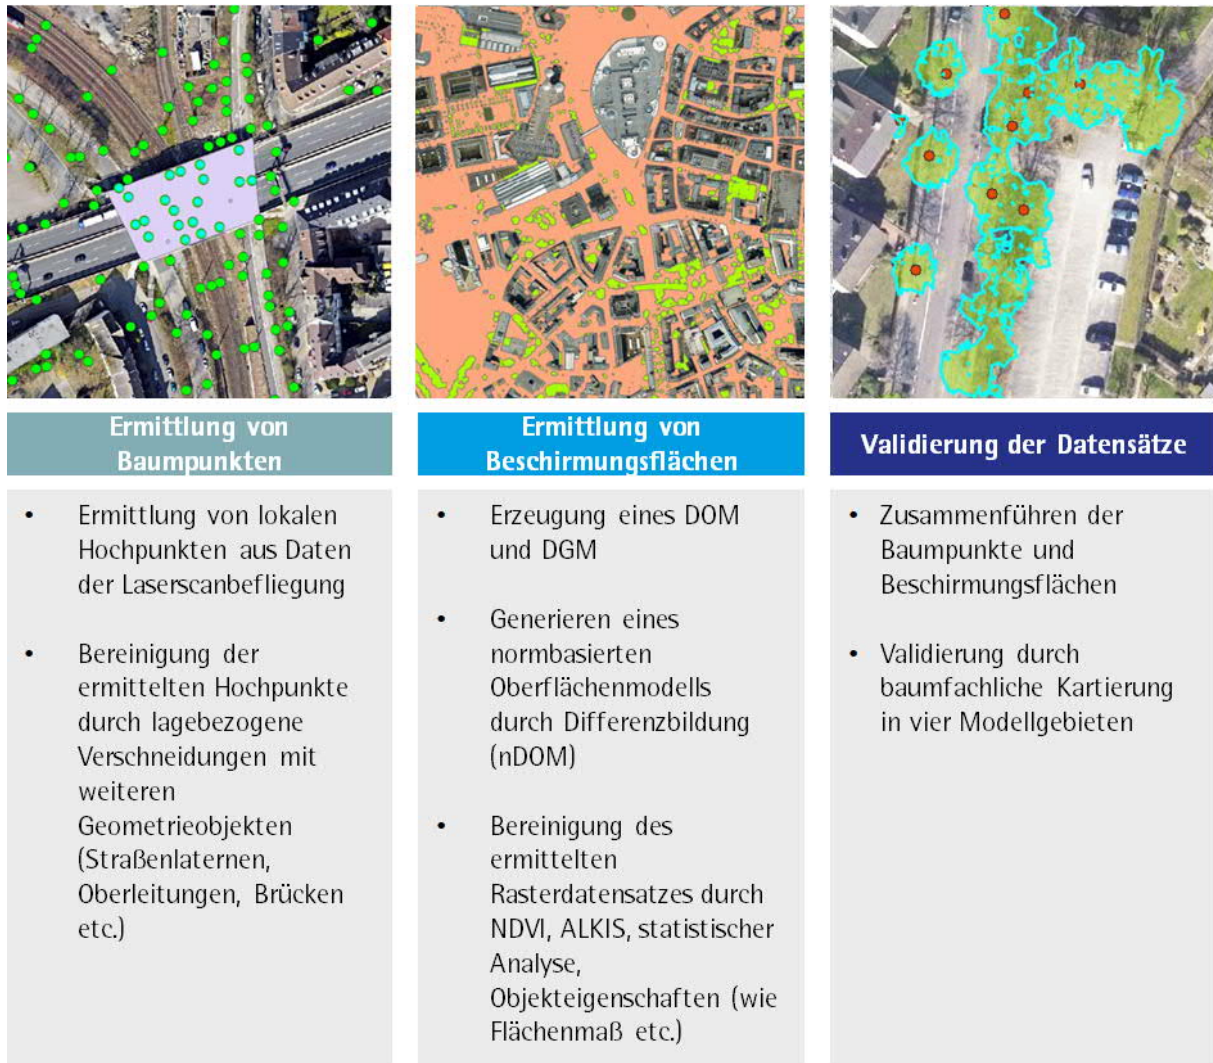 Ermittlung von
Baumpunkten
• Ermittlung von lokalen
Hochpunkten aus Daten
der Laserscanbefliegung
• Bereinigung der
ermittelten Hochpunkte
durch lagebezogene
Verschneidungen mit
weiteren
Geometrieobjekten
(Straßenlaternen,
Oberleitungen, Brücken
etc.)
Ermittlung von
Beschirmungsflächen
• Erzeugung eines DOM
und DGM
• Generieren eines
normbasierten
Oberflächenmodells
durch Differenzbildung
(nDOM)
• Bereinigung des
ermittelten
Rasterdatensatzes durch
NDVI, ALKIS, statistischer
Analyse,
Objekteigenschaften (wie
Flächenmaß etc.)
Validierung der Datensätze
• Zusammenführen der
Baumpunkte und
Beschirmungsflächen
• Validierung durch
baumfachliche Kartierung
in vier Modellgebieten